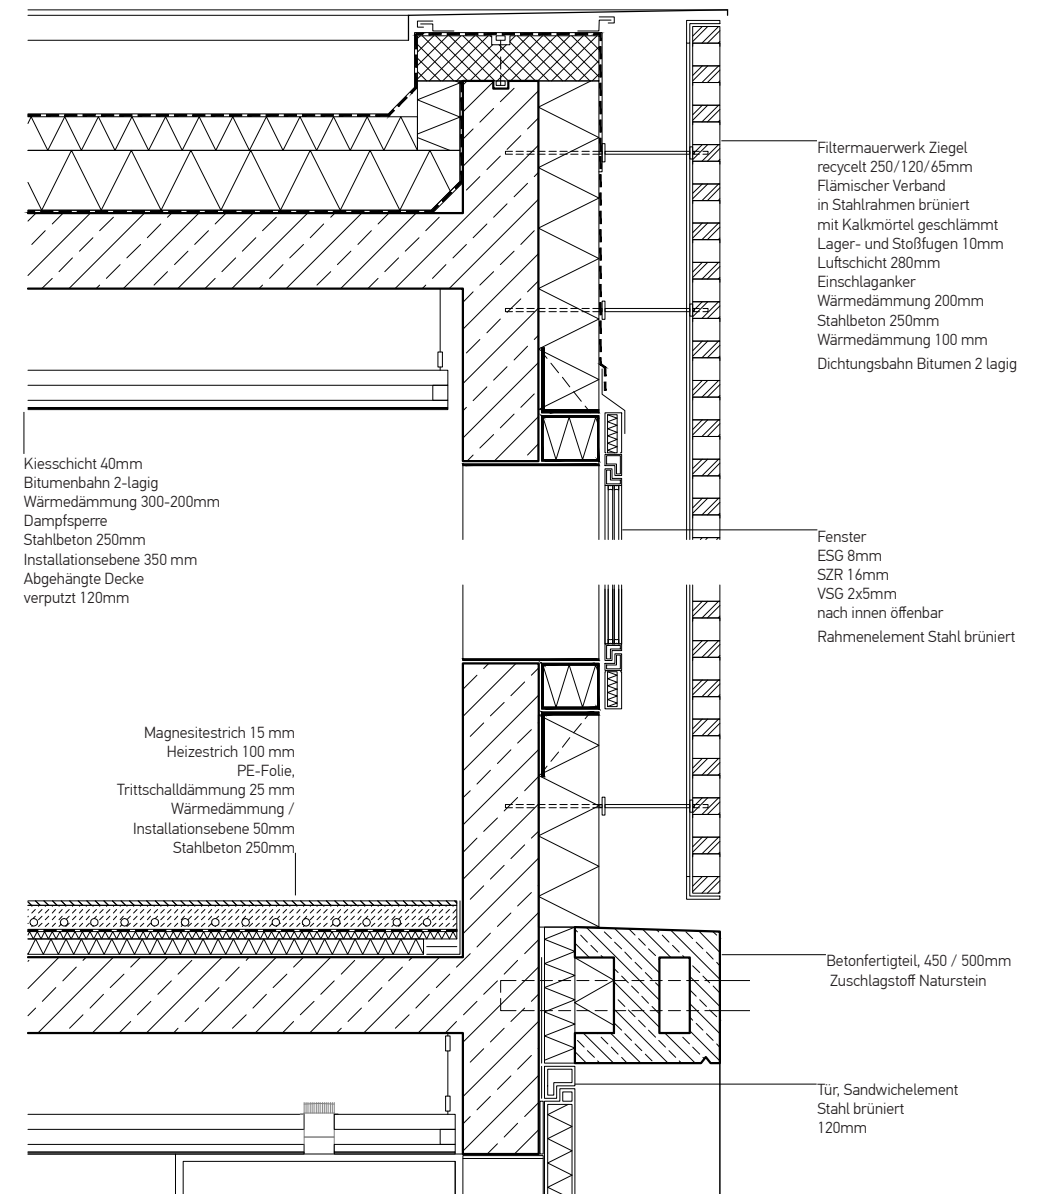 Filtermauerwerk Ziegel
recycelt 250/120/65mm
Flämischer Verband
in Stahlrahmen brüniert
mit Kalkmörtel geschlämmt
Lager- und Stoßfugen 10mm
Luftschicht 280mm
Einschlaganker
Wärmedämmung 200mm
Stahlbeton 250mm
Wärmedämmung 100 mm
Dichtungsbahn Bitumen 2 lagig
Kiesschicht 40mm
Bitumenbahn 2-lagig
Wärmedämmung 300-200mm
Dampfsperre
Stahlbeton 250mm
Installationsebene 350 mm
Abgehängte Decke
verputzt 120mm
Fenster
ESG 8mm
SZR 16mm
VSG 2x5mm
nach innen öffenbar
Rahmenelement Stahl brüniert
Magnesitestrich 15 mm
Heizestrich 100 mm
PE-Folie,
Trittschalldämmung 25 mm
Wärmedämmung /
Installationsebene 50mm
Stahlbeton 250mm
Betonfertigteil, 450 / 500mm
Zuschlagstoff Naturstein
Tür, Sandwichelement
Stahl brüniert
120mm